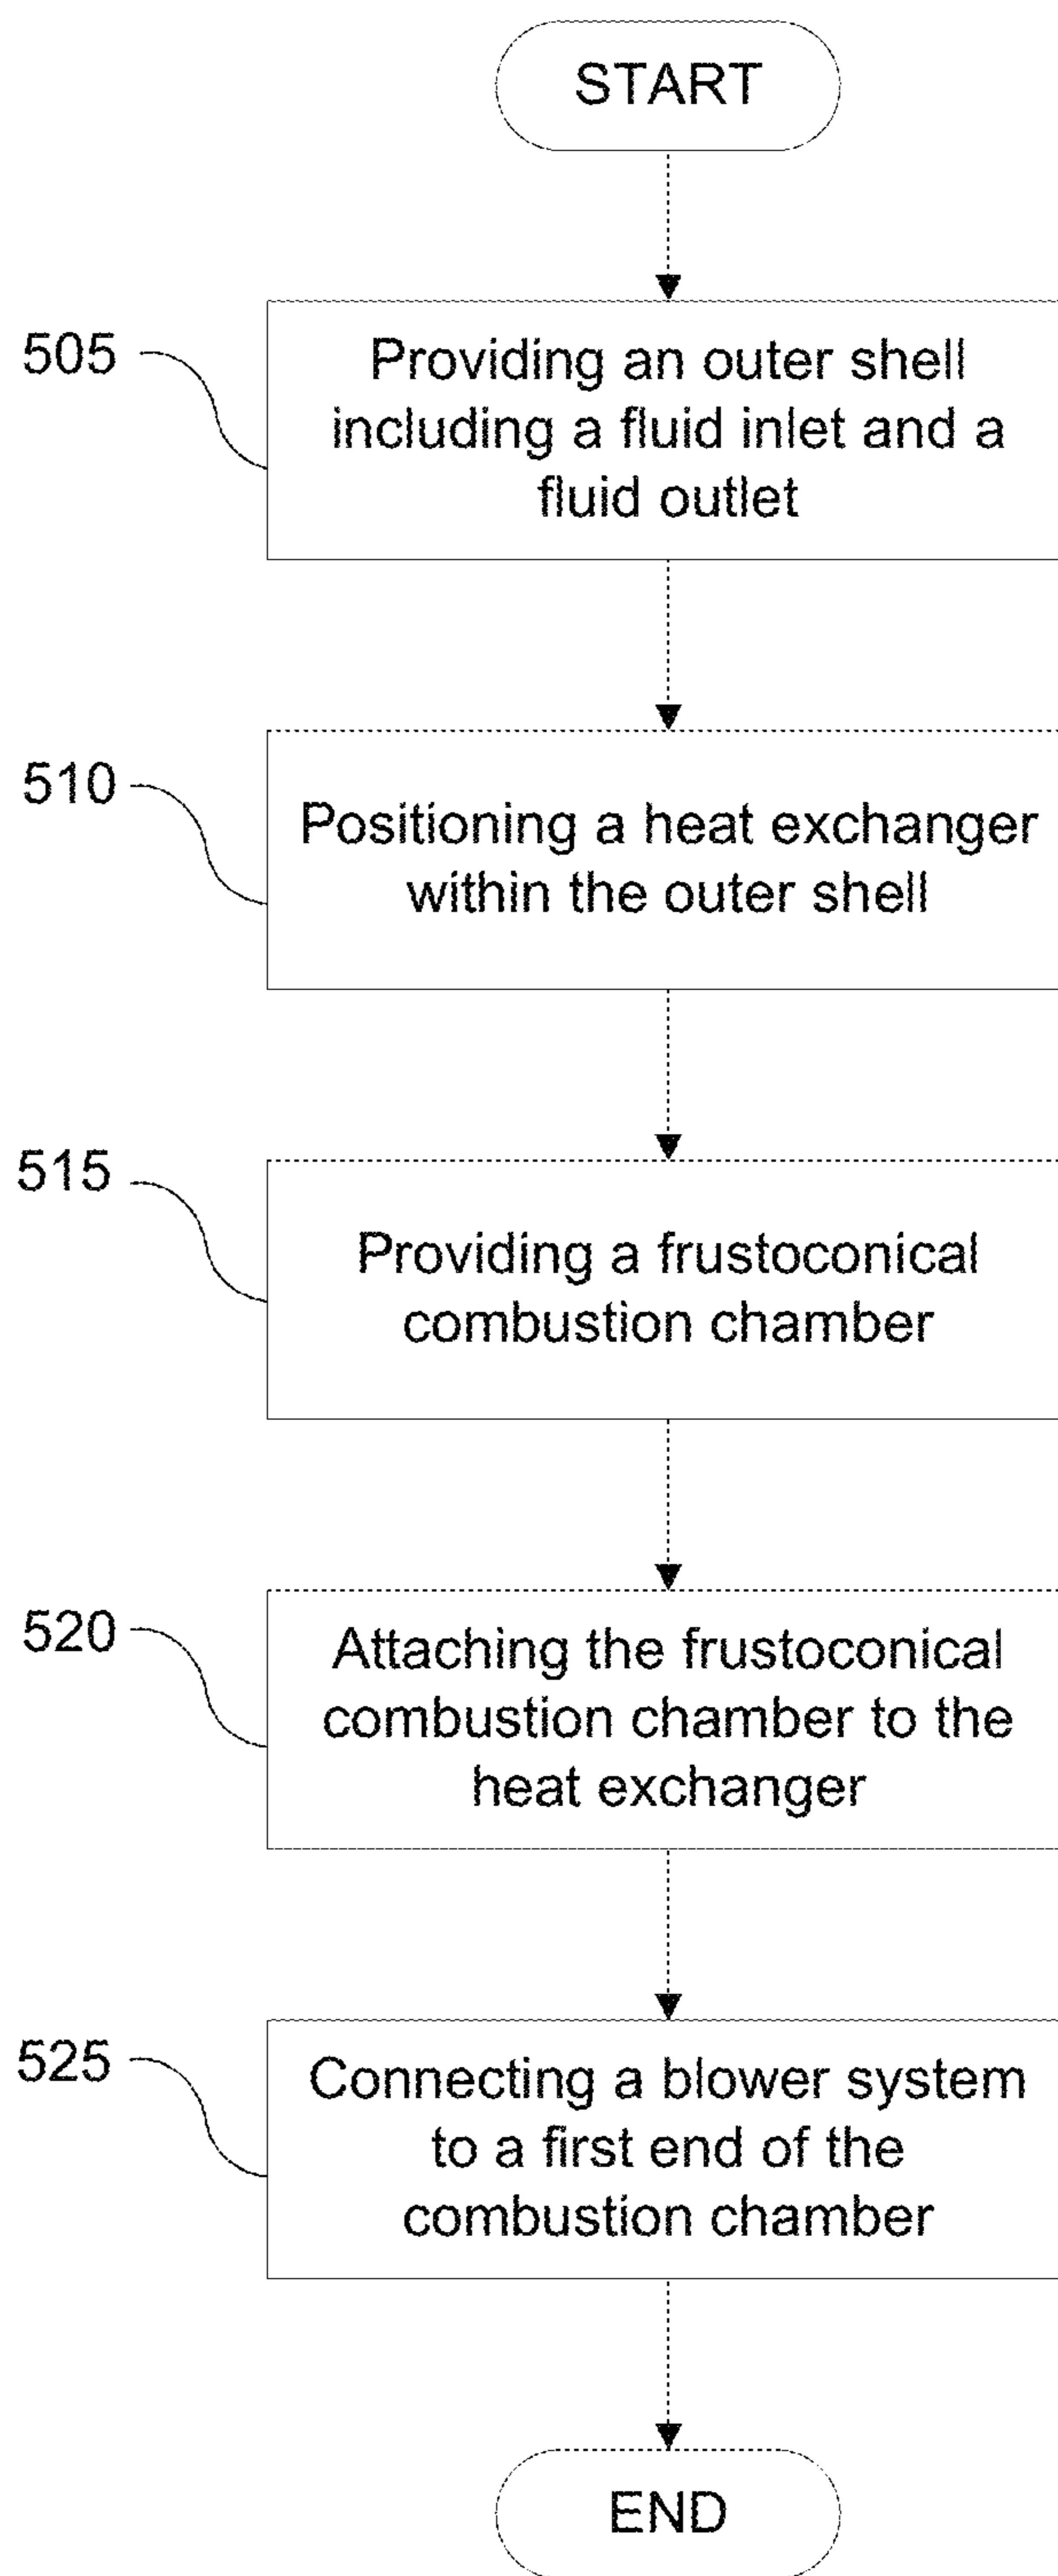 START
505
Providing an outer shell
including a fluid inlet and a
fluid outlet
510
Positioning a heat exchanger
within the outer shell
515
Providing a frustoconical
combustion chamber
520
Attaching the frustoconical
combustion chamber to the
heat exchanger
525
Connecting a blower system
to a first end of the
combustion chamber
END